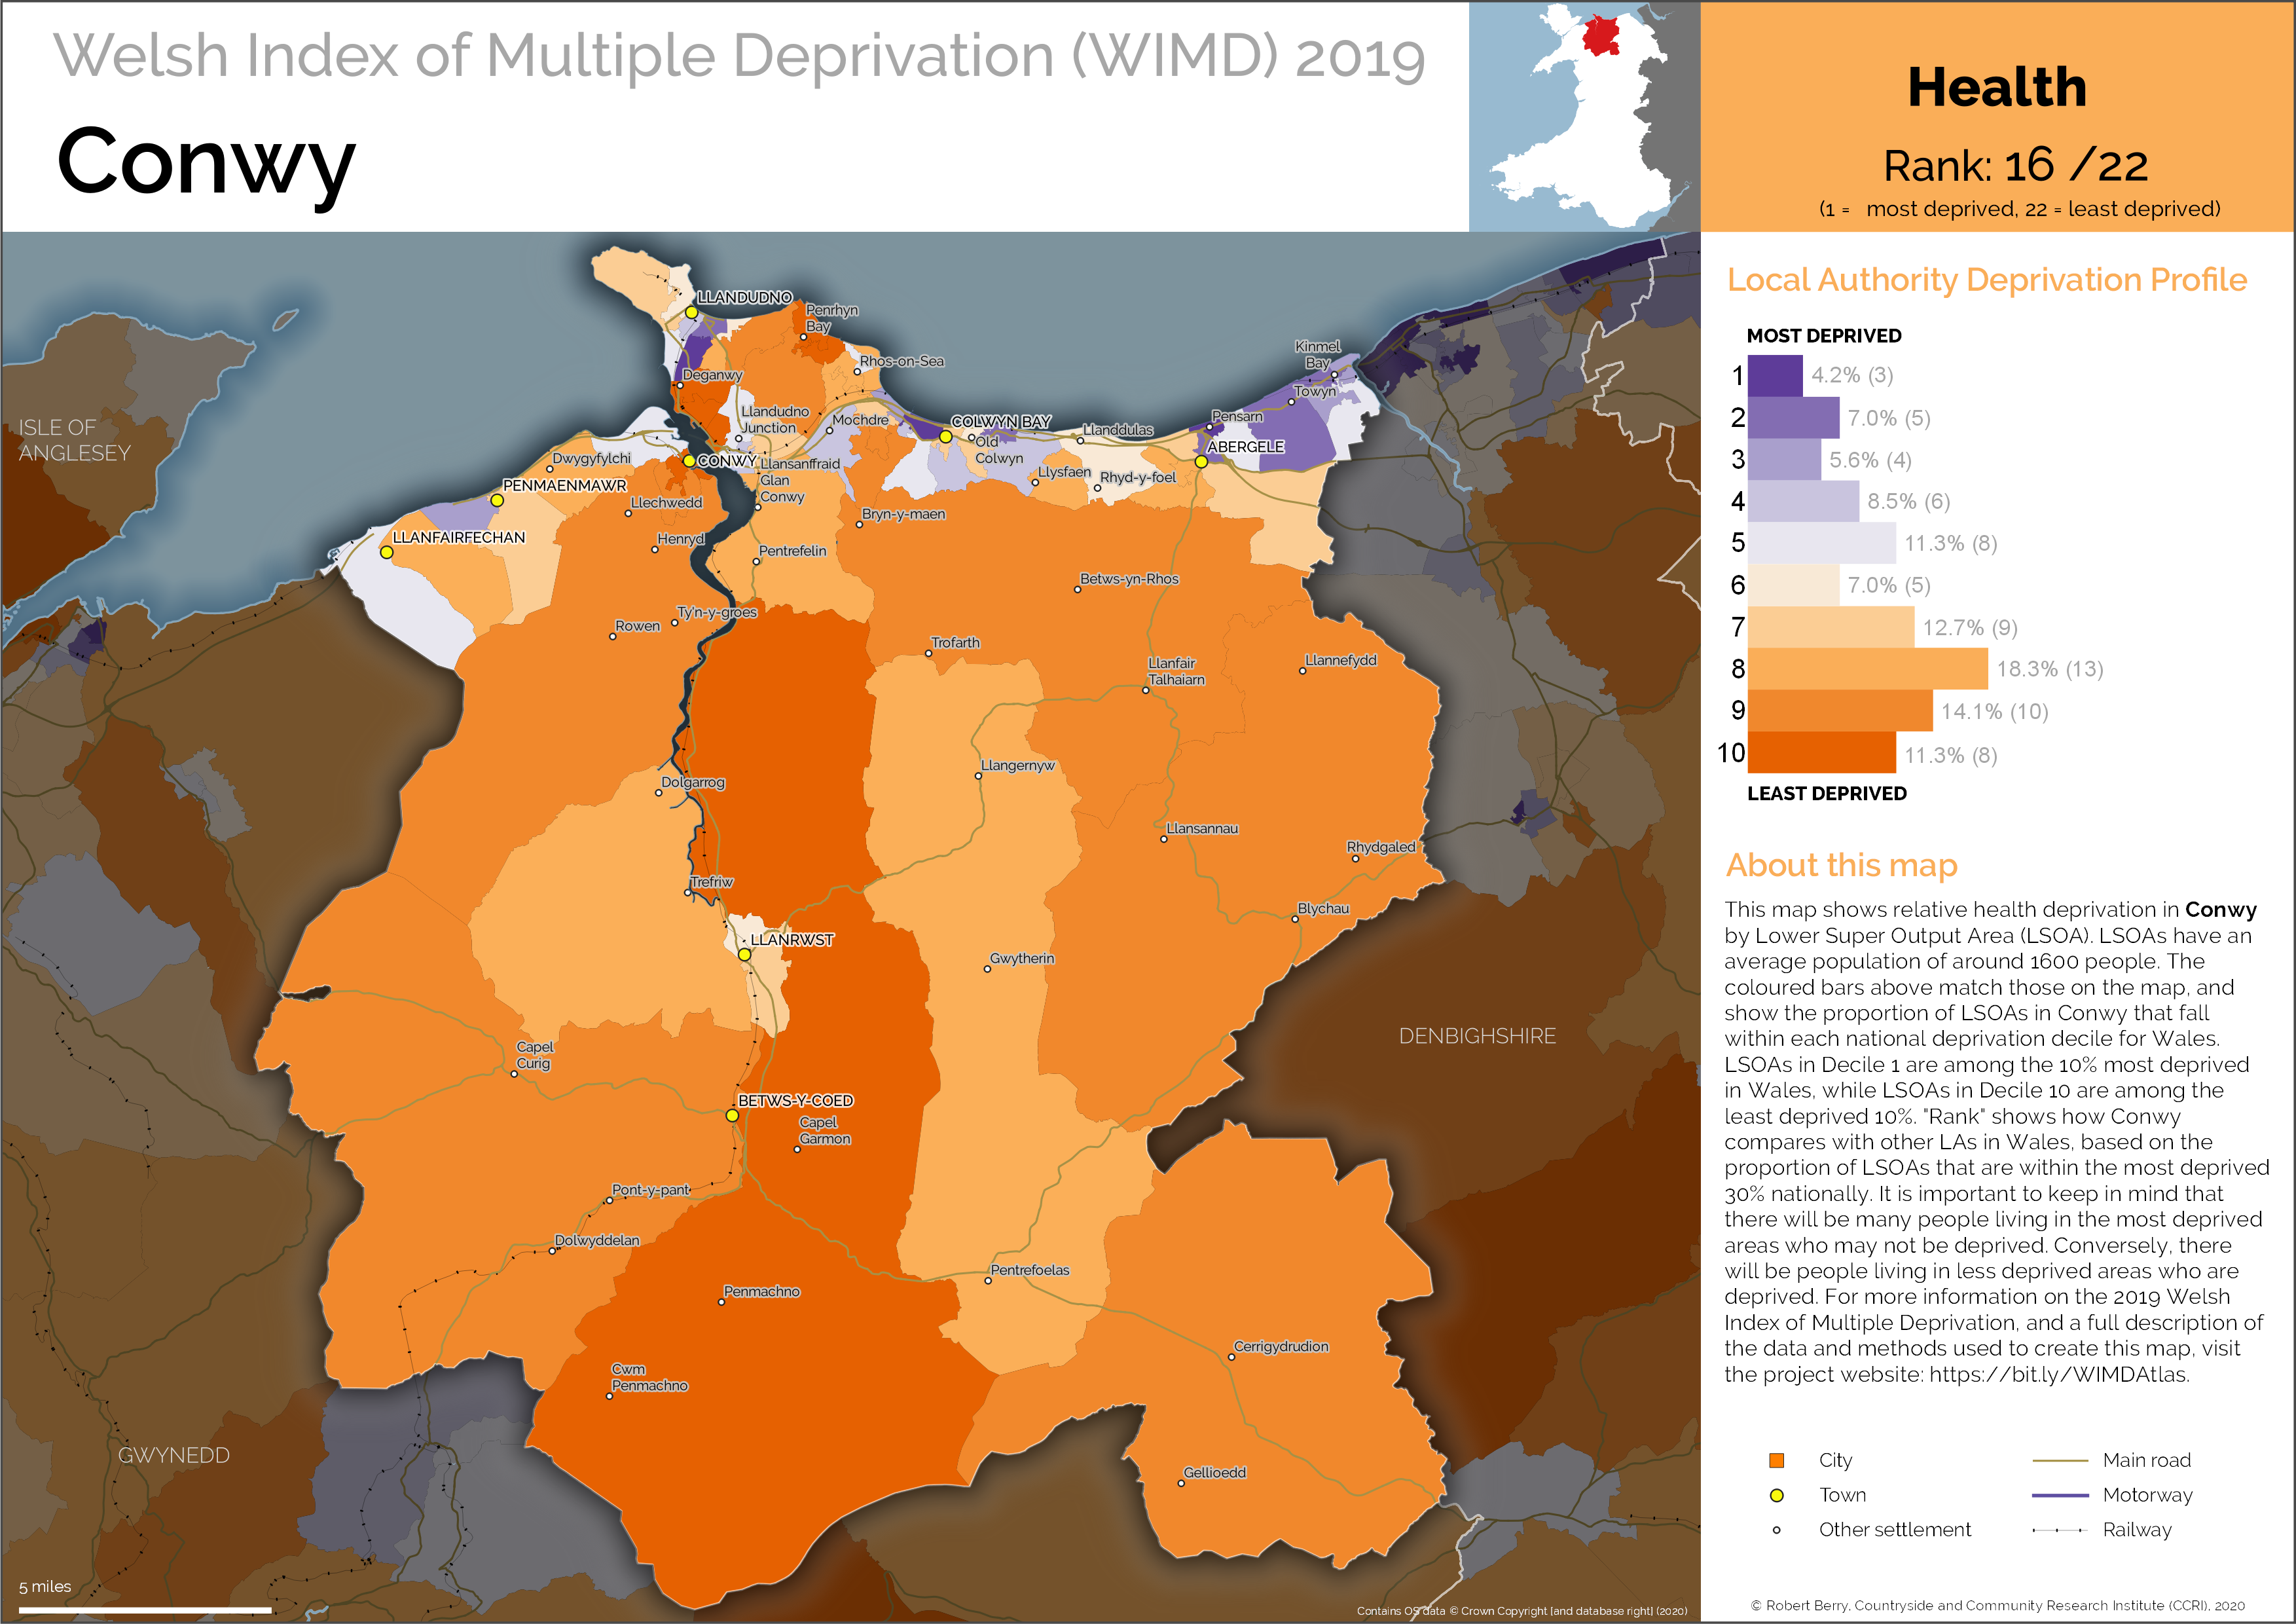 Welsh Index of Multiple Deprivation (WIMD) 2019
Conwy
Health
Rank: 16 /22
(1 = most deprived, 22 = least deprived)
Local Authority Deprivation Profile
MOST DEPRIVED
1 4.2% (3)
2 7.0% (5)
3 5.6% (4)
4 8.5% (6)
5 11.3% (8)
6 7.0% (5)
7 12.7% (9)
8 18.3% (13)
9 14.1% (10)
10 11.3% (8)
LEAST DEPRIVED
About this map
This map shows relative health deprivation in Conwy
by Lower Super Output Area (LSOA). LSOAs have an
average population of around 1600 people. The
coloured bars above match those on the map, and
show the proportion of LSOAs in Conwy that fall
within each national deprivation decile for Wales.
LSOAs in Decile 1 are among the 10% most deprived
in Wales, while LSOAs in Decile 10 are among the
least deprived 10%. "Rank" shows how Conwy
compares with other LAs in Wales, based on the
proportion of LSOAs that are within the most deprived
30% nationally. It is important to keep in mind that
there will be many people living in the most deprived
areas who may not be deprived. Conversely, there
will be people living in less deprived areas who are
deprived. For more information on the 2019 Welsh
Index of Multiple Deprivation, and a full description of
the data and methods used to create this map, visit
the project website: https://bit.ly/WIMDAtlas.
City
Town
Other settlement
Main road
Motorway
Railway
© Robert Berry, Countryside and Community Research Institute (CCRI), 2020
LLANDUDNO
Penrhyn
Bay
Rhos-on-Sea
Deganwy
Llandudno
Junction
Mochdre
COLWYN BAY
Old
Colwyn
Llanddulas
Kinmel
Bay
Towyn
Pensarn
ABERGELE
ISLE OF
ANGLESEY
Dwygyfylchi
CONWY
Llansanffraid
Glan
Conwy
Llysfaen
Rhyd-y-foel
PENMAENMAWR
Llechwedd
Bryn-y-maen
LLANFAIRFECHAN
Henryd
Pentrefelin
Betws-yn-Rhos
Ty'n-y-groes
Rowen
Trofarth
Llanfair
Talhaiarn
Llannefydd
Dolgarrog
Llangernyw
Llansannau
Rhydgaled
Trefriw
Blychau
LLANRWST
Gwytherin
DENBIGHSHIRE
Capel
Curig
BETWS-Y-COED
Capel
Garmon
Pont-y-pant
Dolwyddelan
Pentrefoelas
Penmachno
Cerrigydrudion
Cwm
Penmachno
GWYNEDD
Gellioedd
5 miles
Contains OS data © Crown Copyright [and database right] (2020)